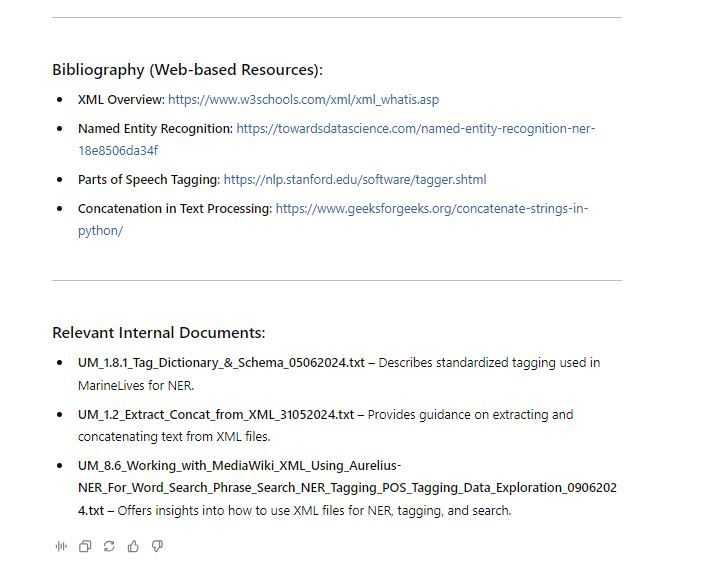 Bibliography (Web-based Resources):
XML Overview: https://www.w3schools.com/xml/xml_whatis.asp
Named Entity Recognition: https://towardsdatascience.com/named-entity-recognition-ner-
18e8506da34f
Parts of Speech Tagging: https://nlp.stanford.edu/software/tagger.shtml
Concatenation in Text Processing: https://www.geeksforgeeks.org/concatenate-strings-in-
python/
Relevant Internal Documents:
UM_1.8.1_Tag_Dictionary_&_Schema_05062024.txt – Describes standardized tagging used in
MarineLives for NER.
UM_1.2_Extract_Concat_from_XML_31052024.txt – Provides guidance on extracting and
concatenating text from XML files.
UM_8.6_Working_with_MediaWiki_XML_Using_Aurelius-
NER_For_Word_Search_Phrase_Search_NER_Tagging_POS_Tagging_Data_Exploration_0906202
4.txt – Offers insights into how to use XML files for NER, tagging, and search.